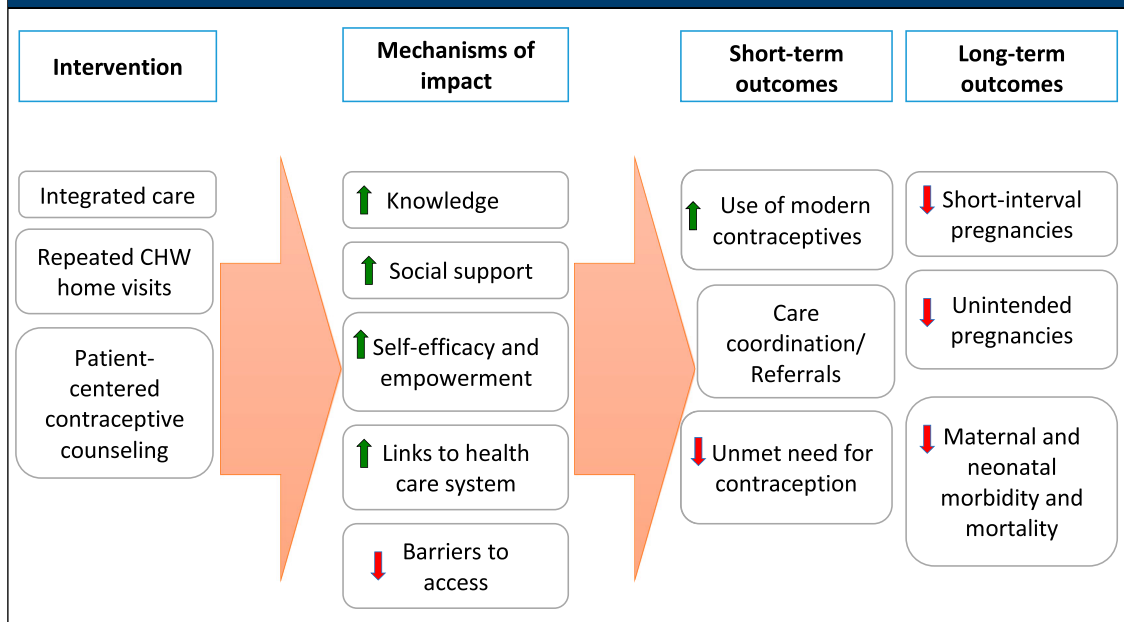 Intervention
Mechanisms of
impact
Short-term
outcomes
Long-term
outcomes
Integrated care
Repeated CHW
home visits
Patient-
centered
contraceptive
counseling
Knowledge
Social support
Self-efficacy and
empowerment
Links to health
care system
Barriers to
access
Use of modern
contraceptives
Care
coordination/
Referrals
Unmet need for
contraception
Short-interval
pregnancies
Unintended
pregnancies
Maternal and
neonatal
morbidity and
mortality